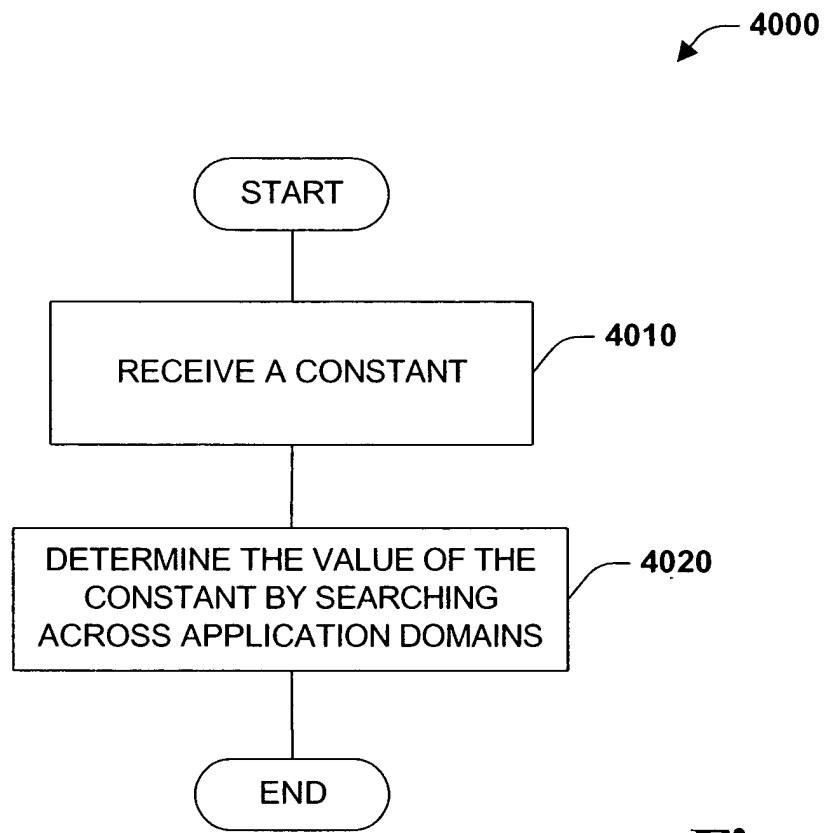 4000
START
RECEIVE A CONSTANT
4010
DETERMINE THE VALUE OF THE
CONSTANT BY SEARCHING
ACROSS APPLICATION DOMAINS
4020
END